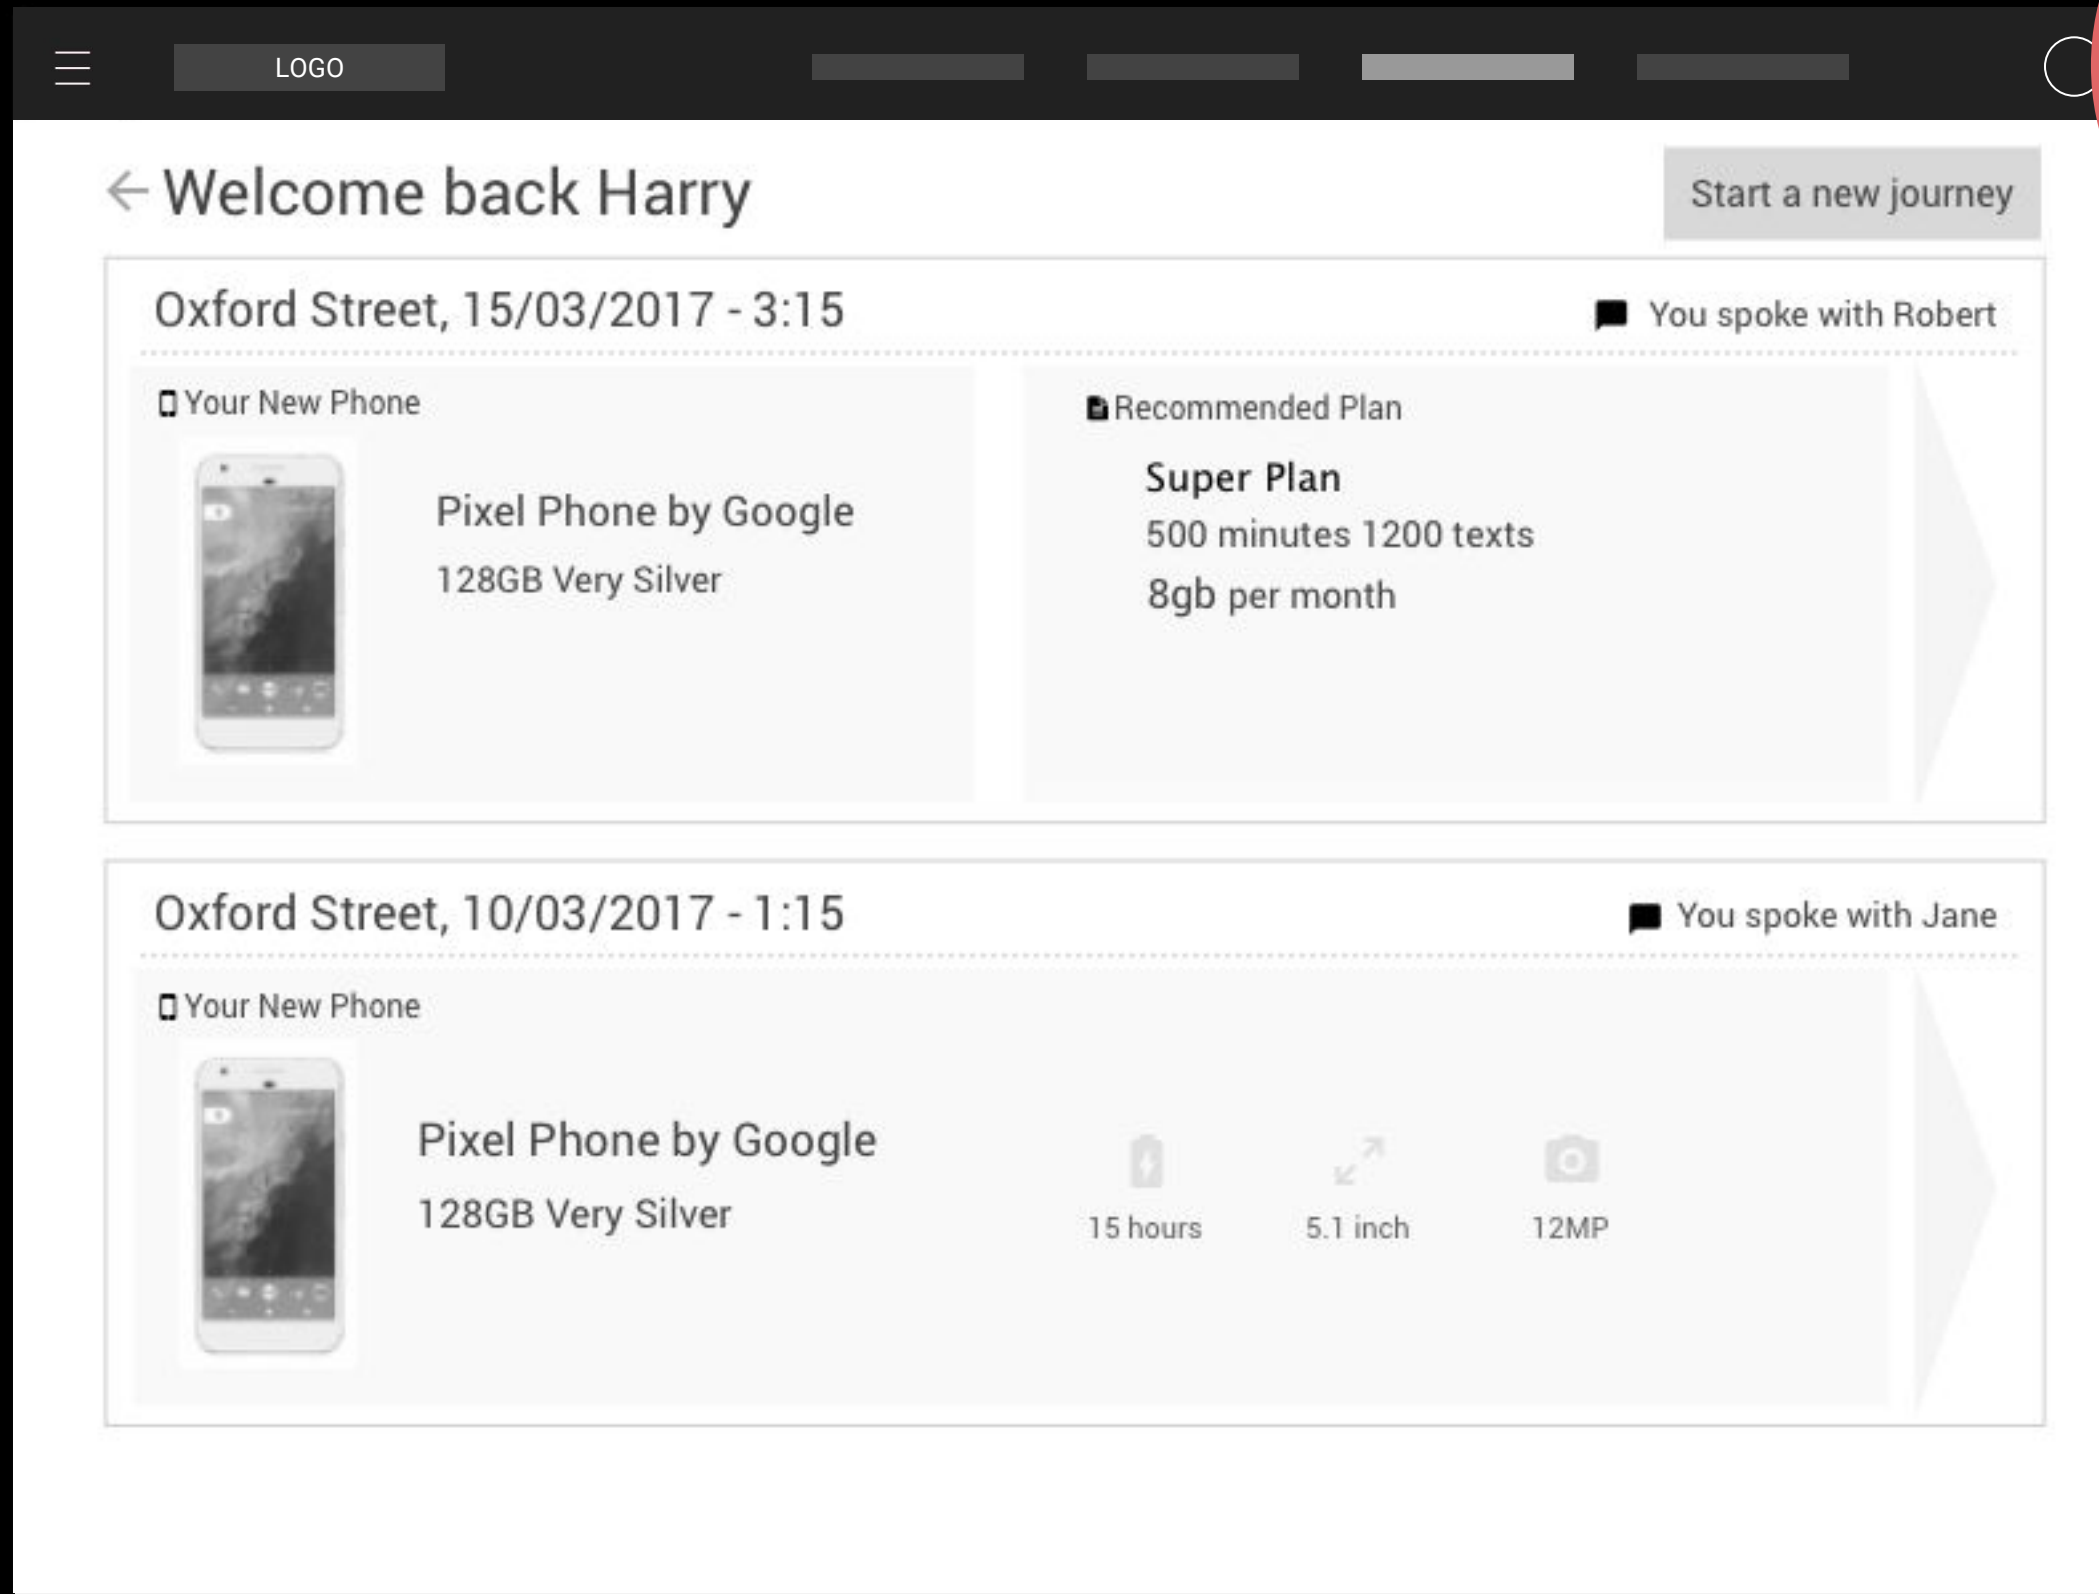 LOGO
Welcome back Harry
Start a new journey
Oxford Street, 15/03/2017 - 3:15
You spoke with Robert
Your New Phone
Pixel Phone by Google
128GB Very Silver
Recommended Plan
Super Plan
500 minutes 1200 texts
8gb per month
Oxford Street, 10/03/2017 - 1:15
You spoke with Jane
Your New Phone
Pixel Phone by Google
128GB Very Silver
15 hours
5.1 inch
12MP